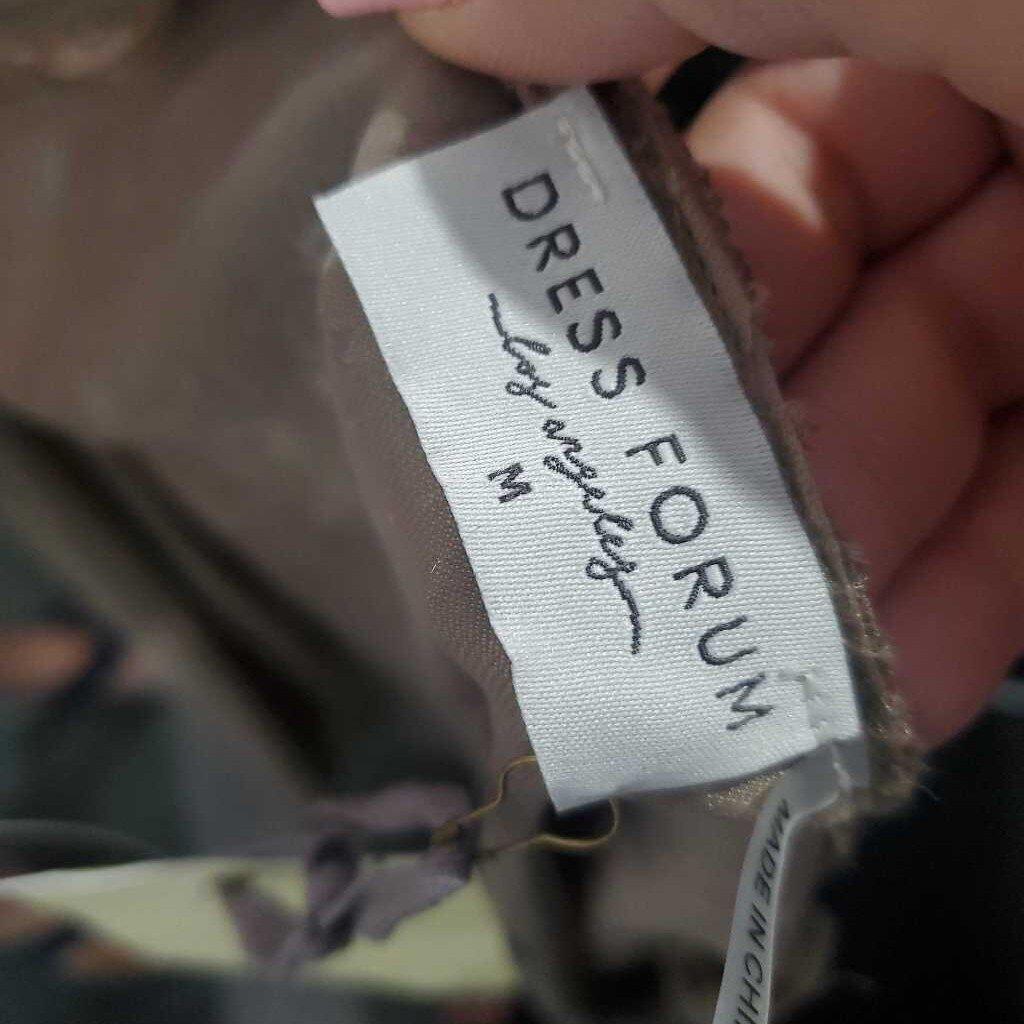 DRESS FORUM
los angeles
M
MADE IN CHI